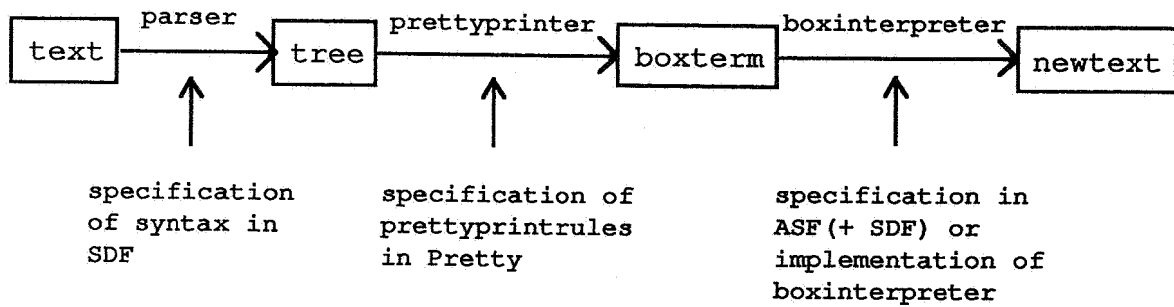 parser
prettyprinter
boxinterpreter
text
tree
boxterm
newtext
specification
of syntax in
SDF
specification of
prettyprintrules
in Pretty
specification in
ASF(+ SDF) or
implementation of
boxinterpreter